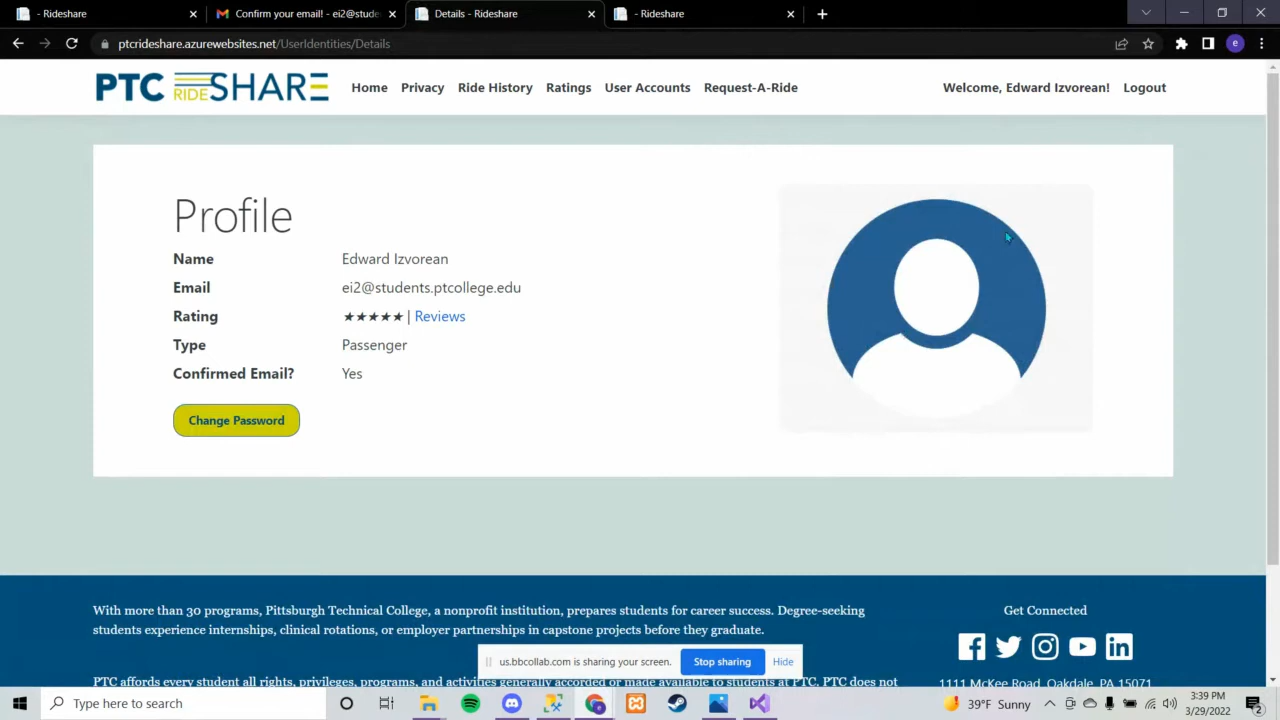 - Rideshare
Confirm your email! - ei2@stude
Details - Rideshare
- Rideshare
ptcrideshare.azurewebsites.net/UserIdentities/Details
e
PTC RIDESHARE
Home
Privacy
Ride History
Ratings
User Accounts
Request-A-Ride
Welcome, Edward Izvorean!
Logout
Profile
Name Edward Izvorean
Email ei2@students.ptcollege.edu
Rating ★★★★★ | Reviews
Type Passenger
Confirmed Email? Yes
Change Password
With more than 30 programs, Pittsburgh Technical College, a nonprofit institution, prepares students for career success. Degree-seeking
students experience internships, clinical rotations, or employer partnerships in capstone projects before they graduate.
PTC affords every student all rights, privileges, programs, and activities generally accorded or made available to students at PTC. PTC does not
Get Connected
1111 McKee Road, Oakdale, PA 15071
us.bbcollab.com is sharing your screen.
Stop sharing
Hide
Type here to search
39°F Sunny
3:39 PM
3/29/2022
2